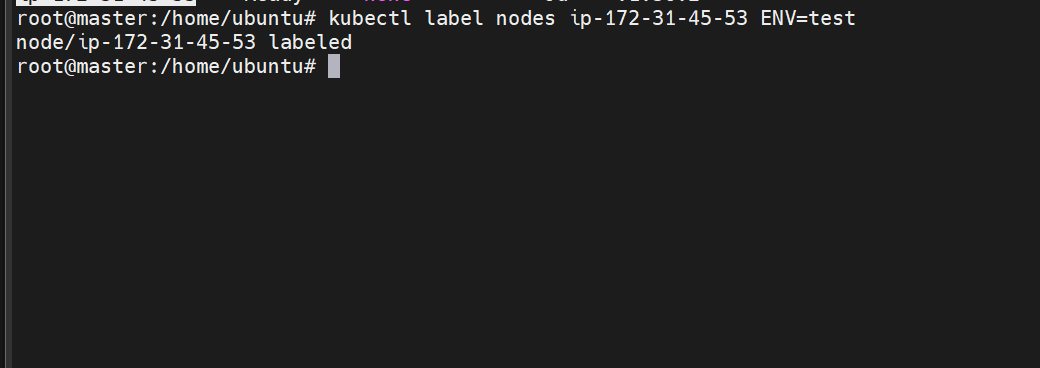 root@master:/home/ubuntu# kubectl label nodes ip-172-31-45-53 ENV=test
node/ip-172-31-45-53 labeled
root@master:/home/ubuntu#